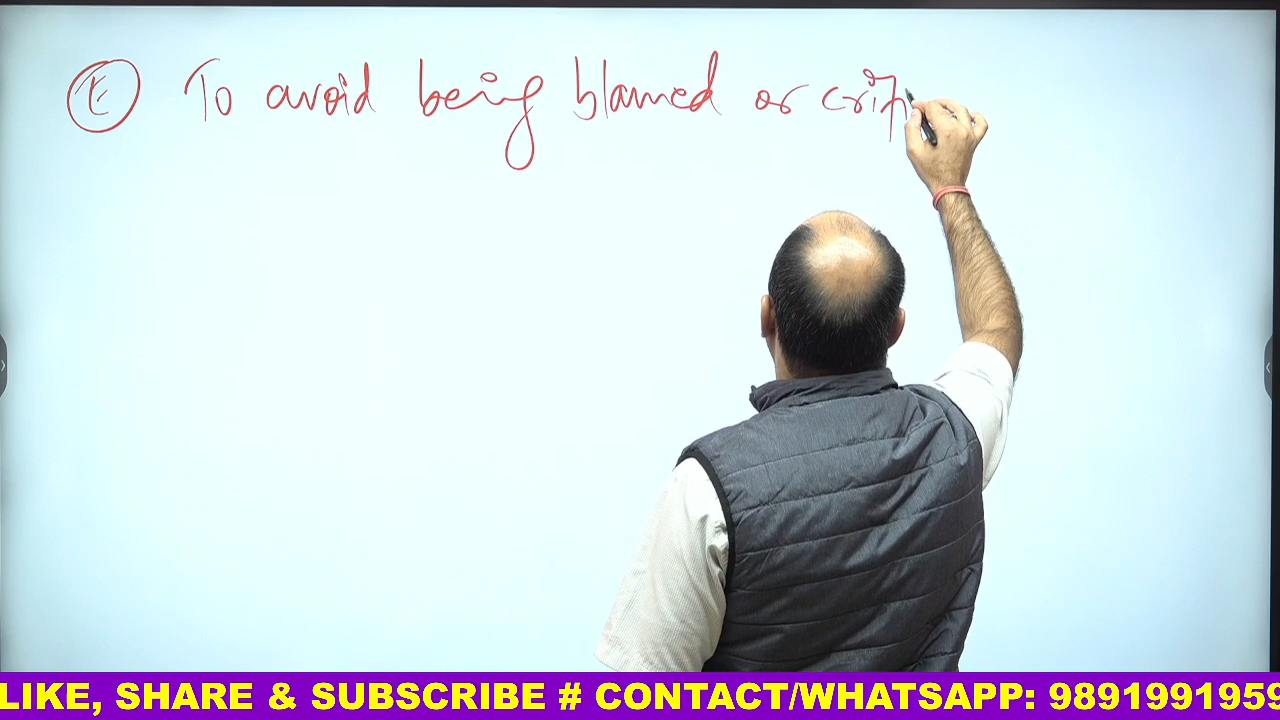 (E) To avoid being blamed or crit
LIKE, SHARE & SUBSCRIBE # CONTACT/WHATSAPP: 9891991959